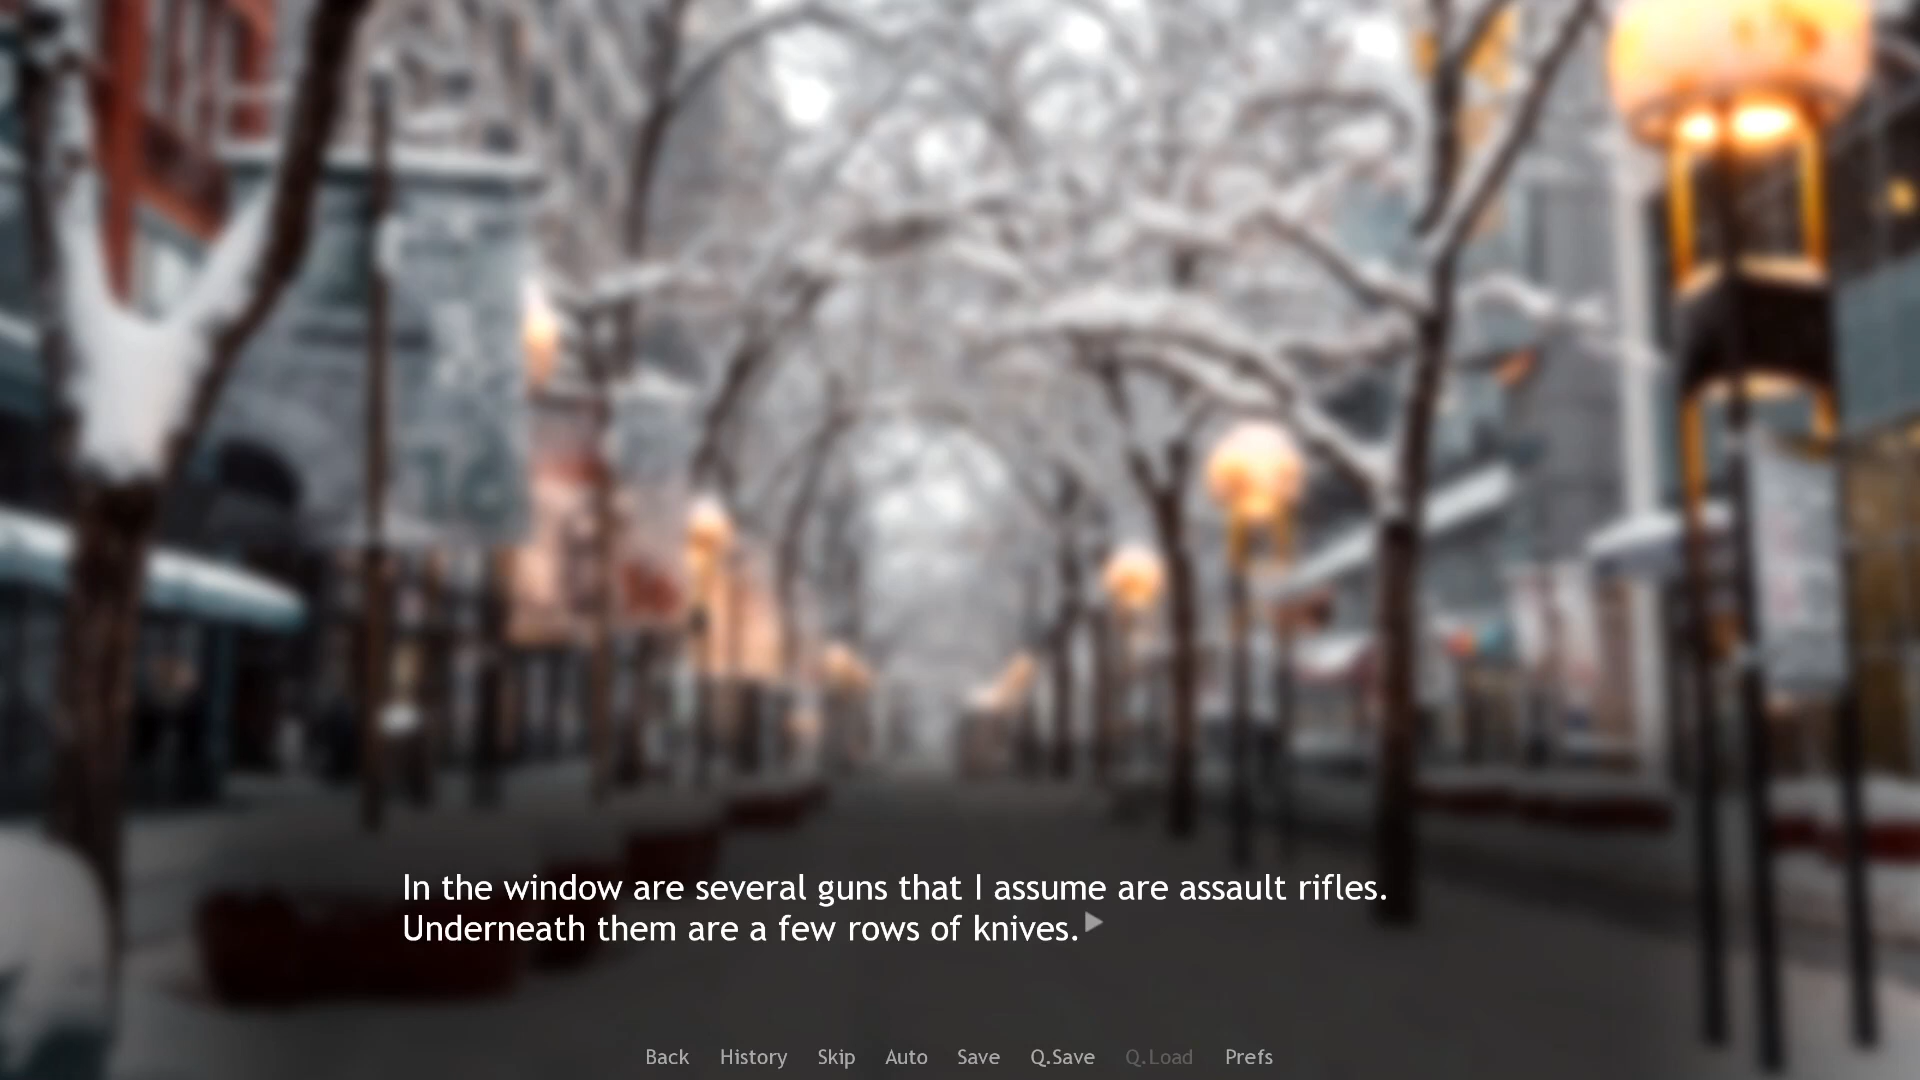 In the window are several guns that I assume are assault rifles.
Underneath them are a few rows of knives.
Back History Skip Auto Save Q.Save Q.Load Prefs